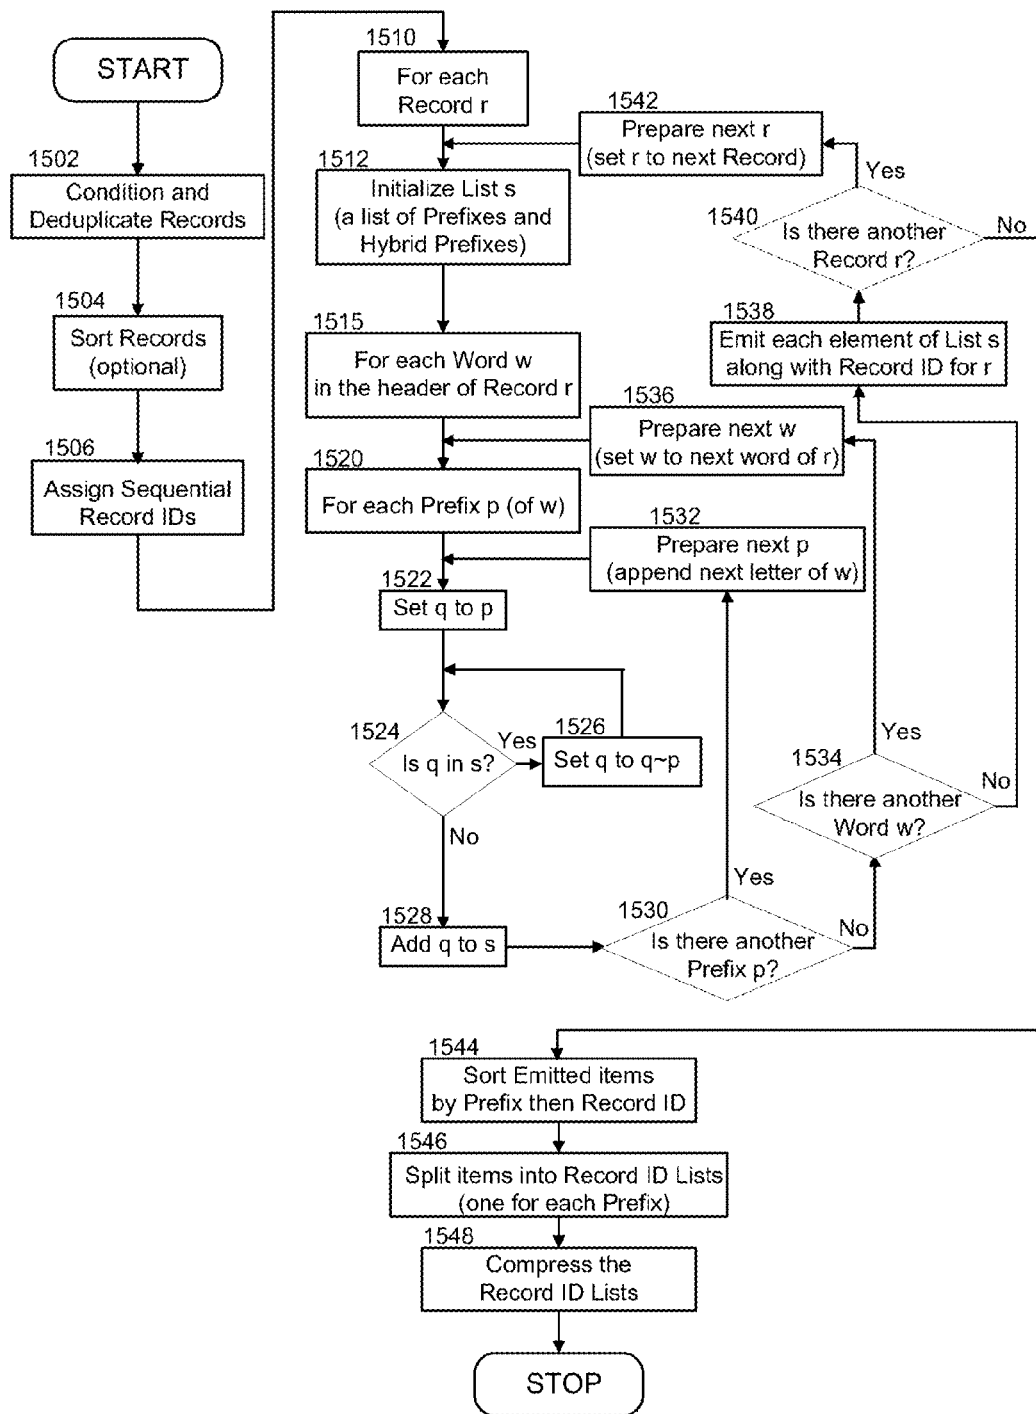 START
1502
Condition and
Deduplicate Records
1504
Sort Records
(optional)
1506
Assign Sequential
Record IDs
1510
For each
Record r
1512
Initialize List s
(a list of Prefixes and
Hybrid Prefixes)
1515
For each Word w
in the header of Record r
1520
For each Prefix p (of w)
1522
Set q to p
1524
Is q in s?
Yes
1526
Set q to q~p
No
1528
Add q to s
1530
Is there another
Prefix p?
Yes
No
1532
Prepare next p
(append next letter of w)
1534
Is there another
Word w?
Yes
No
1536
Prepare next w
(set w to next word of r)
1538
Emit each element of List s
along with Record ID for r
1540
Is there another
Record r?
Yes
No
1542
Prepare next r
(set r to next Record)
1544
Sort Emitted items
by Prefix then Record ID
1546
Split items into Record ID Lists
(one for each Prefix)
1548
Compress the
Record ID Lists
STOP